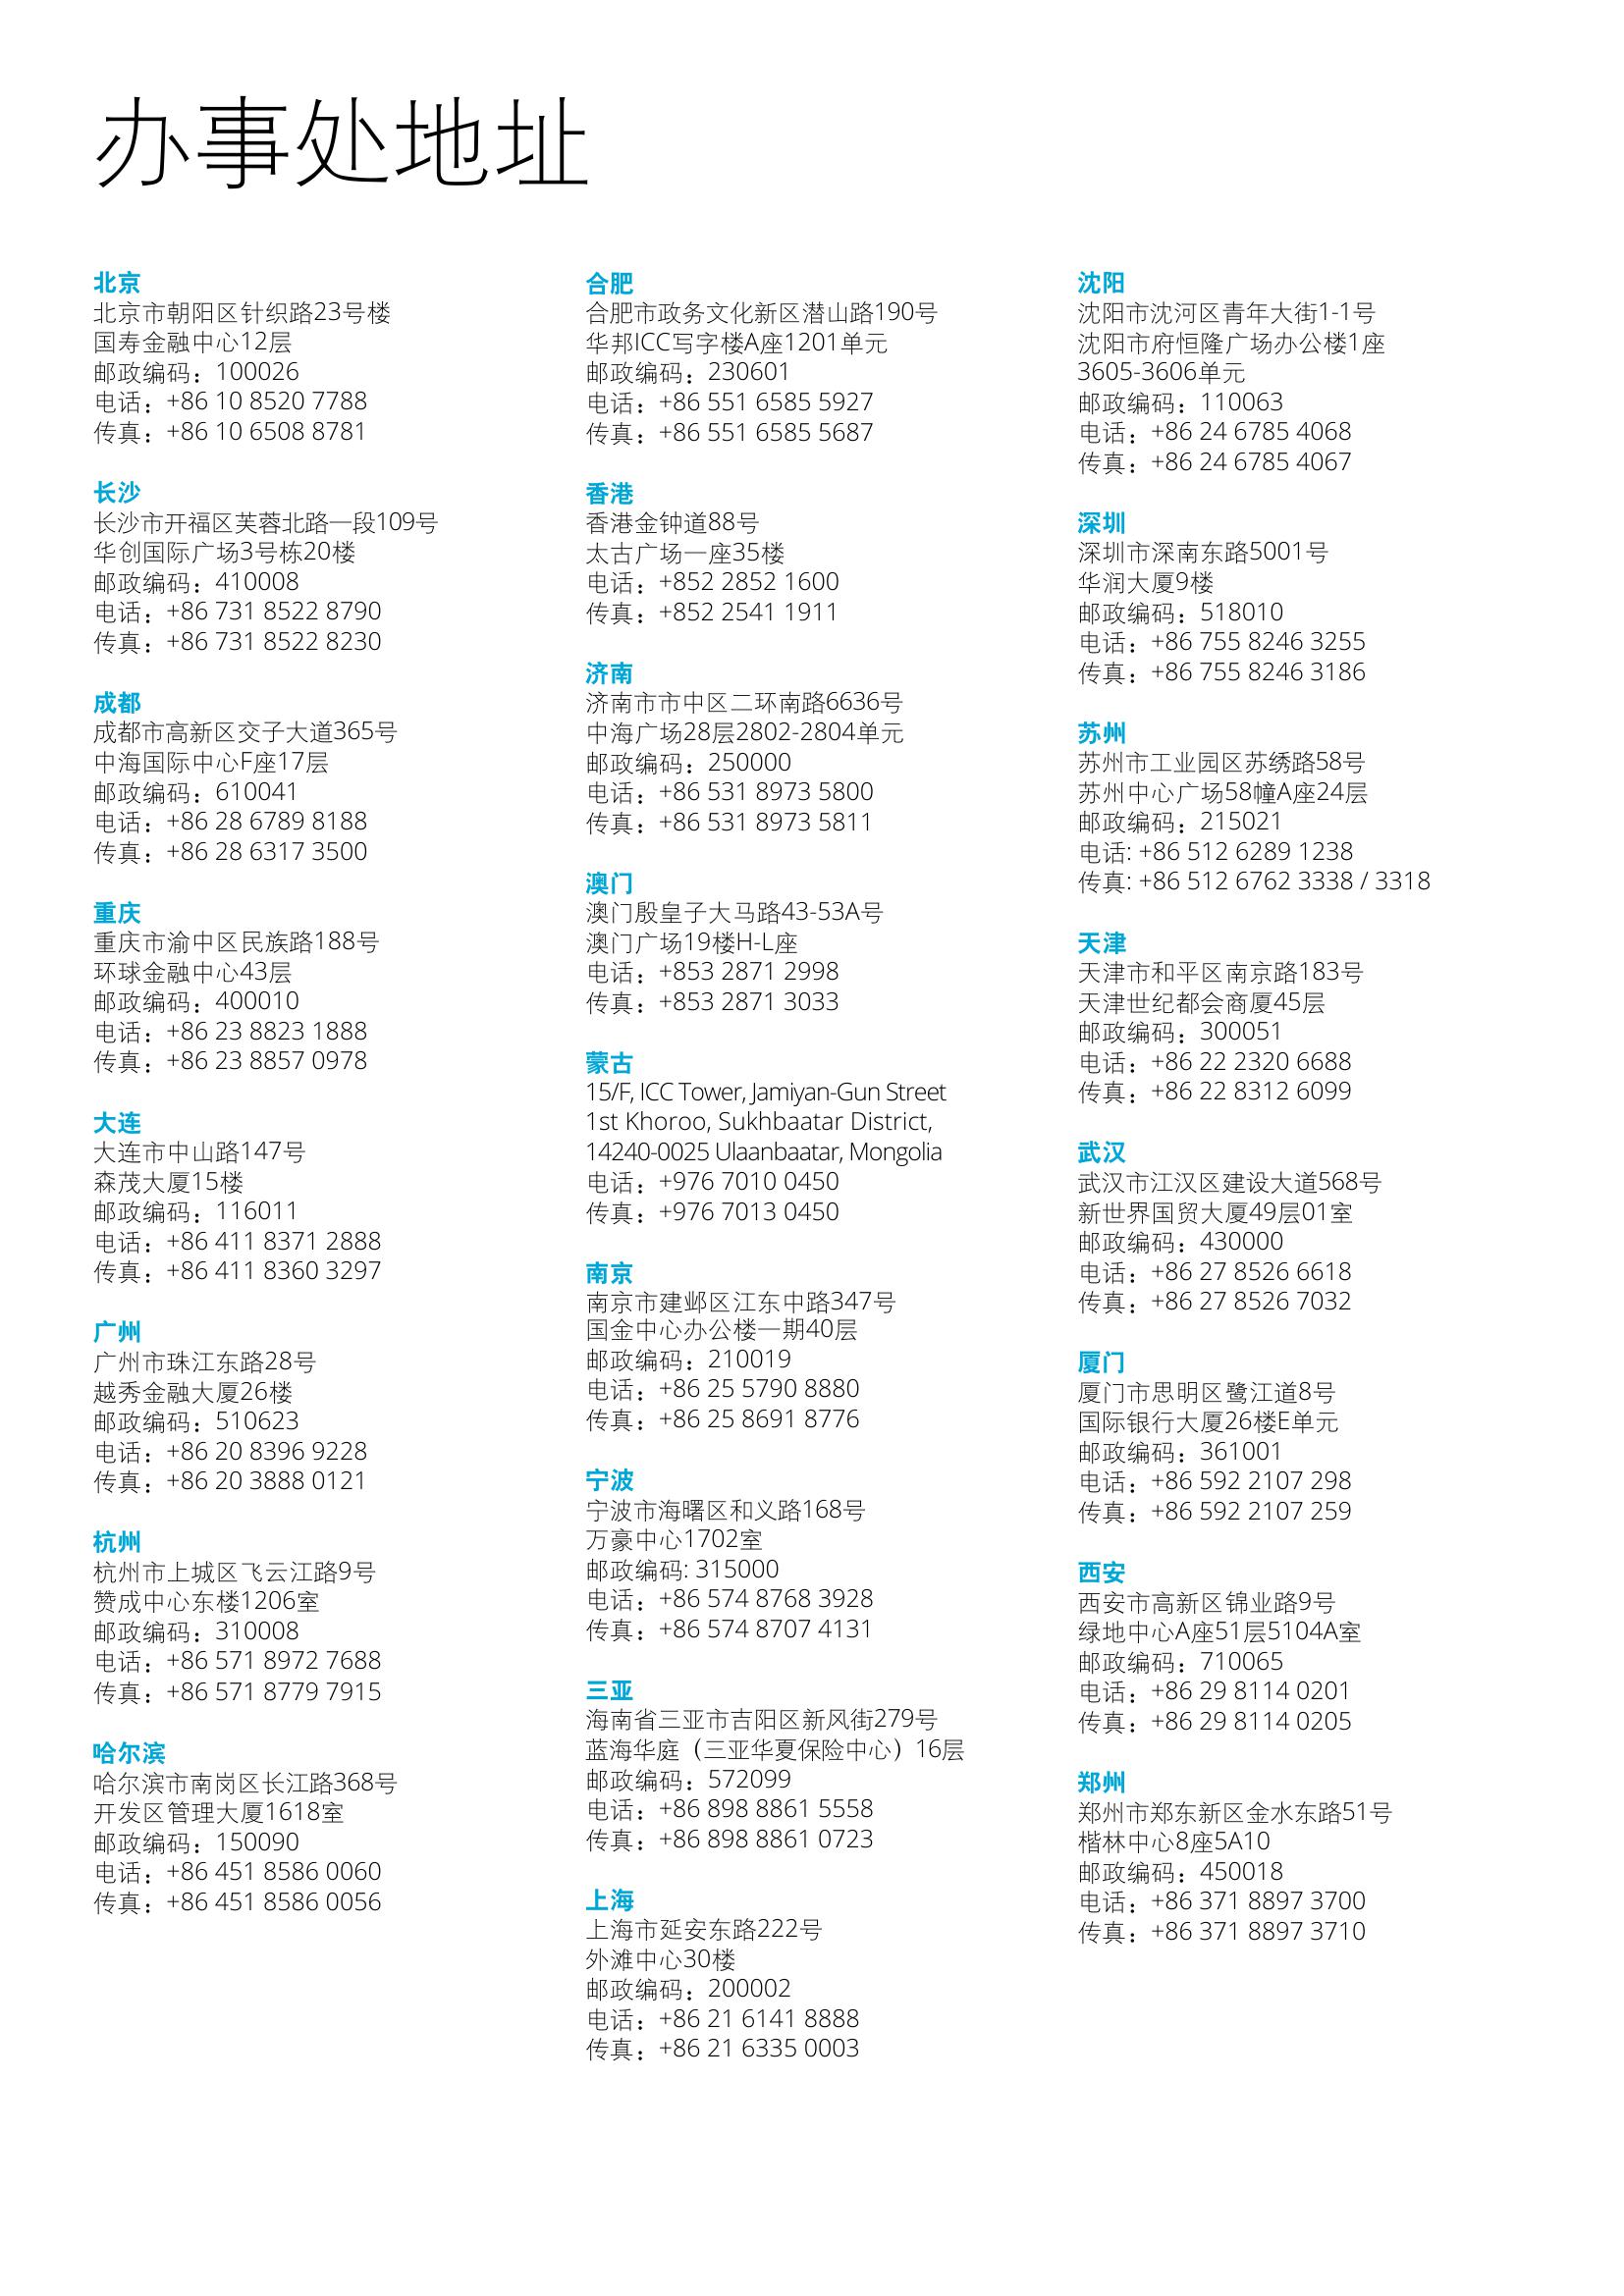 办事处地址
北京
北京市朝阳区针织路23号楼
国寿金融中心12层
邮政编码：100026
电话：+86 10 8520 7788
传真：+86 10 6508 8781
长沙
长沙市开福区芙蓉北路一段109号
华创国际广场3号栋20楼
邮政编码：410008
电话：+86 731 8522 8790
传真：+86 731 8522 8230
成都
成都市高新区交子大道365号
中海国际中心F座17层
邮政编码：610041
电话：+86 28 6789 8188
传真：+86 28 6317 3500
重庆
重庆市渝中区民族路188号
环球金融中心43层
邮政编码：400010
电话：+86 23 8823 1888
传真：+86 23 8857 0978
大连
大连市中山路147号
森茂大厦15楼
邮政编码：116011
电话：+86 411 8371 2888
传真：+86 411 8360 3297
广州
广州市珠江东路28号
越秀金融大厦26楼
邮政编码：510623
电话：+86 20 8396 9228
传真：+86 20 3888 0121
杭州
杭州市上城区飞云江路9号
赞成中心东楼1206室
邮政编码：310008
电话：+86 571 8972 7688
传真：+86 571 8779 7915
哈尔滨
哈尔滨市南岗区长江路368号
开发区管理大厦1618室
邮政编码：150090
电话：+86 451 8586 0060
传真：+86 451 8586 0056
合肥
合肥市政务文化新区潜山路190号
华邦ICC写字楼A座1201单元
邮政编码：230601
电话：+86 551 6585 5927
传真：+86 551 6585 5687
香港
香港金钟道88号
太古广场一座35楼
电话：+852 2852 1600
传真：+852 2541 1911
济南
济南市市中区二环南路6636号
中海广场28层2802-2804单元
邮政编码：250000
电话：+86 531 8973 5800
传真：+86 531 8973 5811
澳门
澳门殷皇子大马路43-53A号
澳门广场19楼H-L座
电话：+853 2871 2998
传真：+853 2871 3033
蒙古
15/F, ICC Tower, Jamiyan-Gun Street
1st Khoroo, Sukhbaatar District,
14240-0025 Ulaanbaatar, Mongolia
电话：+976 7010 0450
传真：+976 7013 0450
南京
南京市建邺区江东中路347号
国金中心办公楼一期40层
邮政编码：210019
电话：+86 25 5790 8880
传真：+86 25 8691 8776
宁波
宁波市海曙区和义路168号
万豪中心1702室
邮政编码: 315000
电话：+86 574 8768 3928
传真：+86 574 8707 4131
三亚
海南省三亚市吉阳区新风街279号
蓝海华庭（三亚华夏保险中心）16层
邮政编码：572099
电话：+86 898 8861 5558
传真：+86 898 8861 0723
上海
上海市延安东路222号
外滩中心30楼
邮政编码：200002
电话：+86 21 6141 8888
传真：+86 21 6335 0003
沈阳
沈阳市沈河区青年大街1-1号
沈阳市府恒隆广场办公楼1座
3605-3606单元
邮政编码：110063
电话：+86 24 6785 4068
传真：+86 24 6785 4067
深圳
深圳市深南东路5001号
华润大厦9楼
邮政编码：518010
电话：+86 755 8246 3255
传真：+86 755 8246 3186
苏州
苏州市工业园区苏绣路58号
苏州中心广场58幢A座24层
邮政编码：215021
电话: +86 512 6289 1238
传真: +86 512 6762 3338 / 3318
天津
天津市和平区南京路183号
天津世纪都会商厦45层
邮政编码：300051
电话：+86 22 2320 6688
传真：+86 22 8312 6099
武汉
武汉市江汉区建设大道568号
新世界国贸大厦49层01室
邮政编码：430000
电话：+86 27 8526 6618
传真：+86 27 8526 7032
厦门
厦门市思明区鹭江道8号
国际银行大厦26楼E单元
邮政编码：361001
电话：+86 592 2107 298
传真：+86 592 2107 259
西安
西安市高新区锦业路9号
绿地中心A座51层5104A室
邮政编码：710065
电话：+86 29 8114 0201
传真：+86 29 8114 0205
郑州
郑州市郑东新区金水东路51号
楷林中心8座5A10
邮政编码：450018
电话：+86 371 8897 3700
传真：+86 371 8897 3710